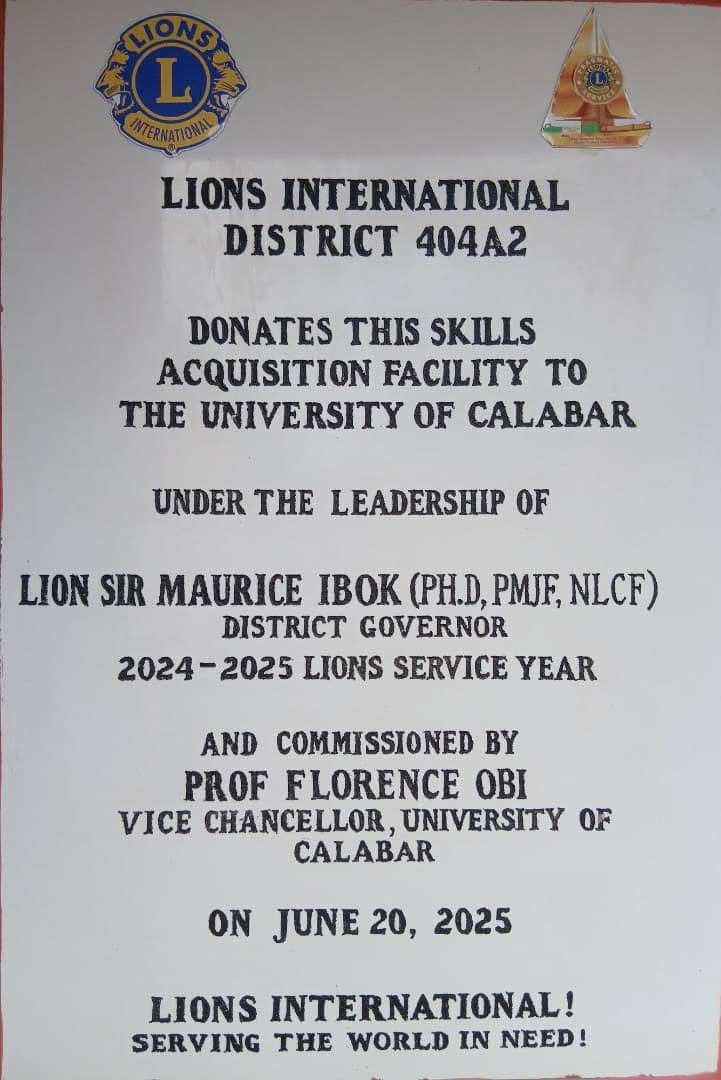 LIONS
L
INTERNATIONAL
PRAGMATIC
SERVICE
LIONS INTERNATIONAL
DISTRICT 404A2
DONATES THIS SKILLS
ACQUISITION FACILITY TO
THE UNIVERSITY OF CALABAR
UNDER THE LEADERSHIP OF
LION SIR MAURICE IBOK (PH.D, PMJF, NLCF)
DISTRICT GOVERNOR
2024-2025 LIONS SERVICE YEAR
AND COMMISSIONED BY
PROF FLORENCE OBI
VICE CHANCELLOR, UNIVERSITY OF
CALABAR
ON JUNE 20, 2025
LIONS INTERNATIONAL!
SERVING THE WORLD IN NEED!